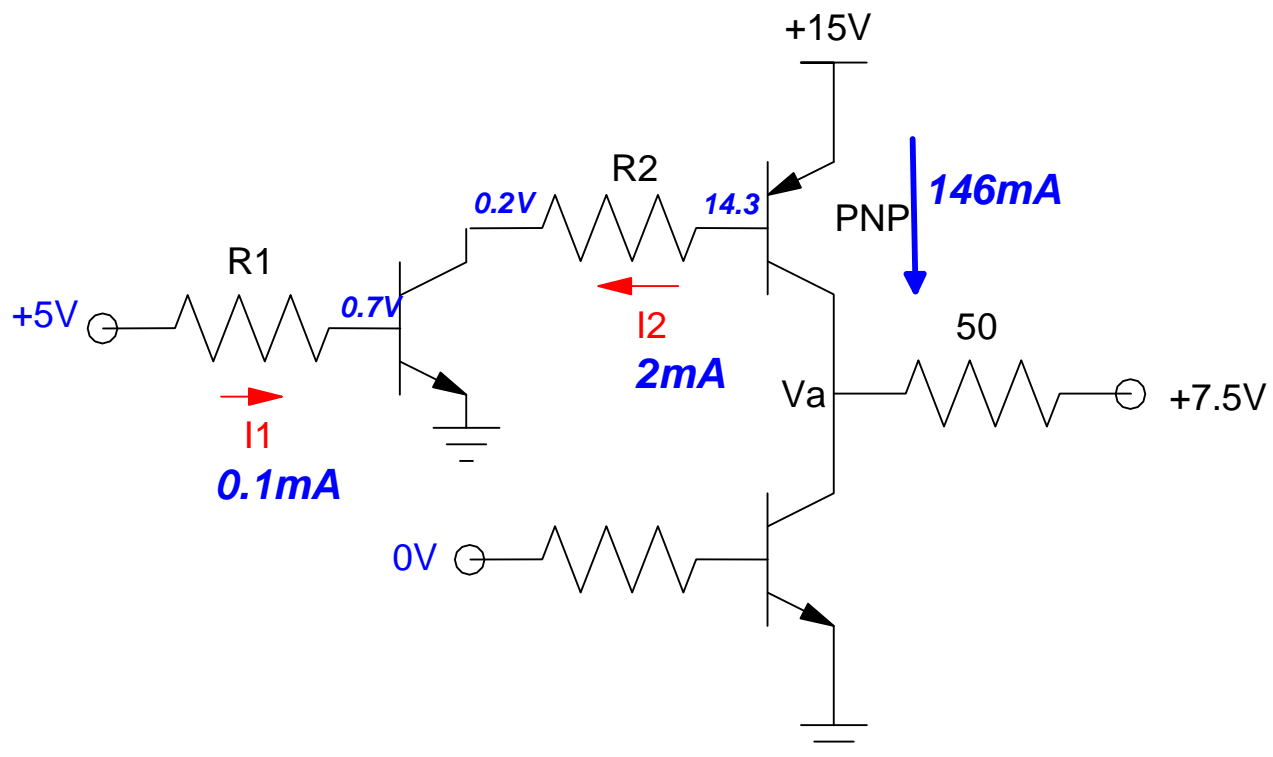 +15V
R2
0.2V
14.3
PNP
146mA
R1
+5V
0.7V
I2
2mA
50
Va
+7.5V
I1
0.1mA
0V